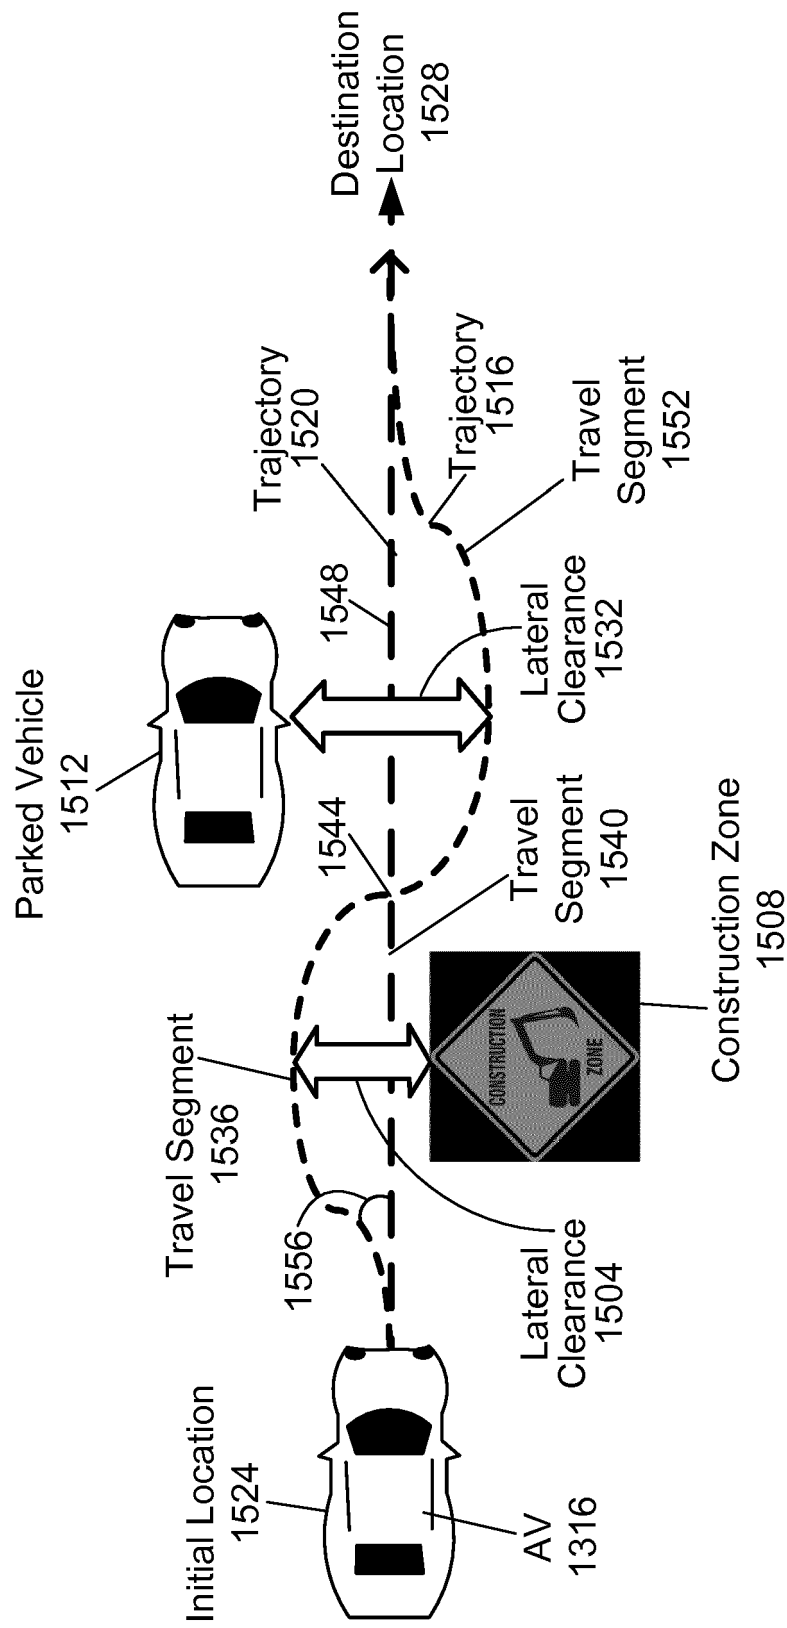 Parked Vehicle
1512
Trajectory
1520
Destination
Location
1528
1548
Trajectory
1516
Travel
Segment
1552
Lateral
Clearance
1532
1544
Travel
Segment
1540
Travel Segment
1536
CONSTRUCTION
ZONE
Construction Zone
1508
1556
Lateral
Clearance
1504
Initial Location
1524
AV
1316